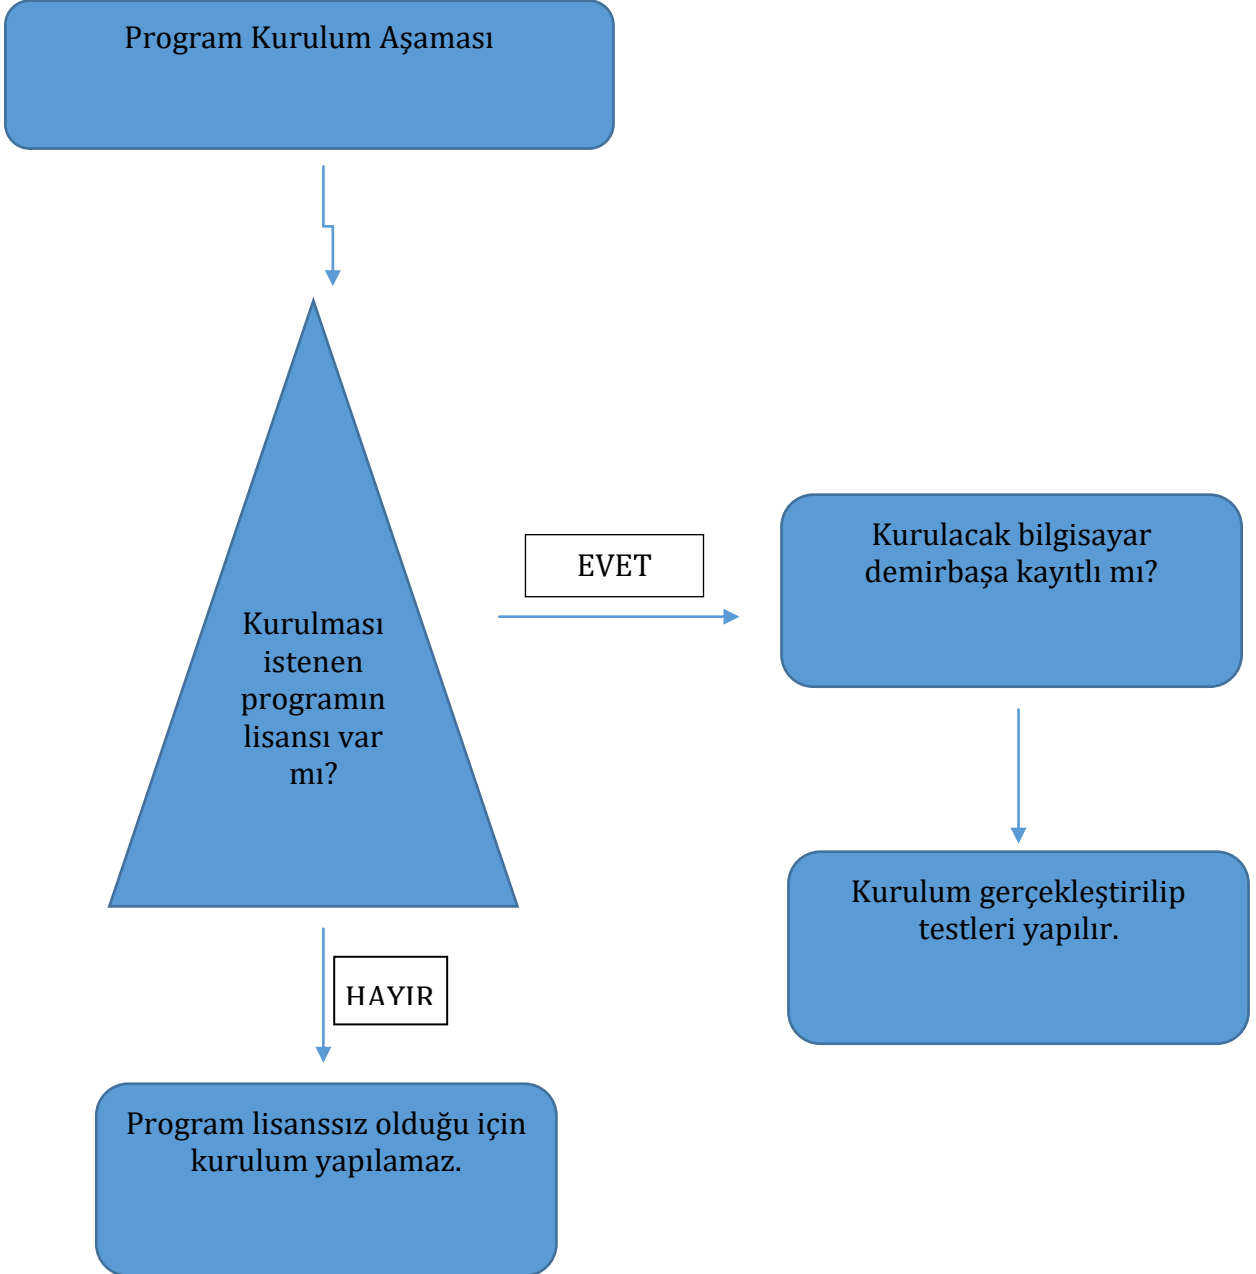 Program Kurulum Aşaması
Kurulması
istenen
programın
lisansı var
mı?
EVET
Kurulacak bilgisayar
demirbaşa kayıtlı mı?
Kurulum gerçekleştirilip
testleri yapılır.
HAYIR
Program lisanssız olduğu için
kurulum yapılamaz.